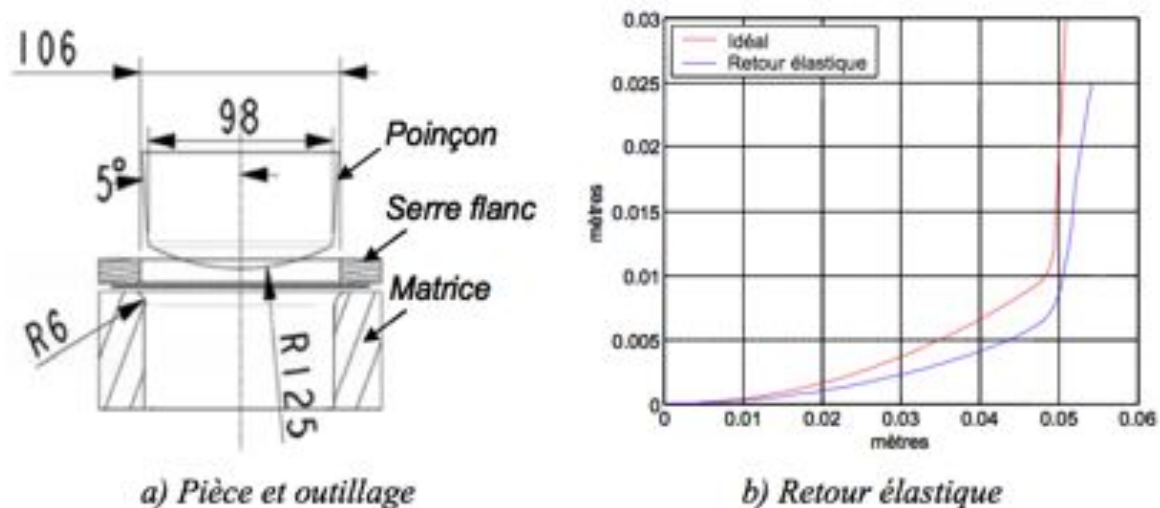 106
98
Poinçon
5°
Serre flanc
Matrice
R6
R125
a) Pièce et outillage
0.03
0.025
0.02
0.015
0.01
0.005
0
mètres
Idéal
Retour élastique
0 0.01 0.02 0.03 0.04 0.05 0.06
mètres
b) Retour élastique